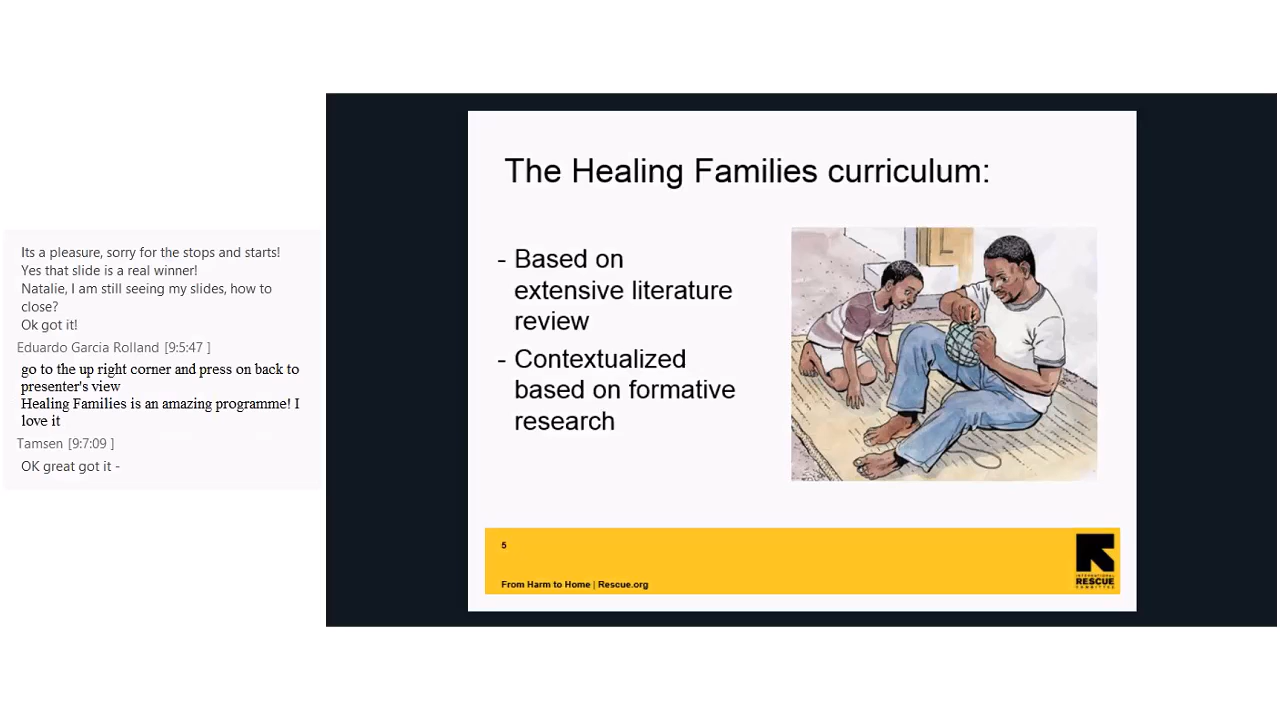 Its a pleasure, sorry for the stops and starts!
Yes that slide is a real winner!
Natalie, I am still seeing my slides, how to
close?
Ok got it!
Eduardo Garcia Rolland [9:5:47 ]
go to the up right corner and press on back to
presenter's view
Healing Families is an amazing programme! I
love it
Tamsen [9:7:09 ]
OK great got it -
The Healing Families curriculum:
- Based on
extensive literature
review
- Contextualized
based on formative
research
5
From Harm to Home | Rescue.org
INTERNATIONAL
RESCUE
COMMITTEE